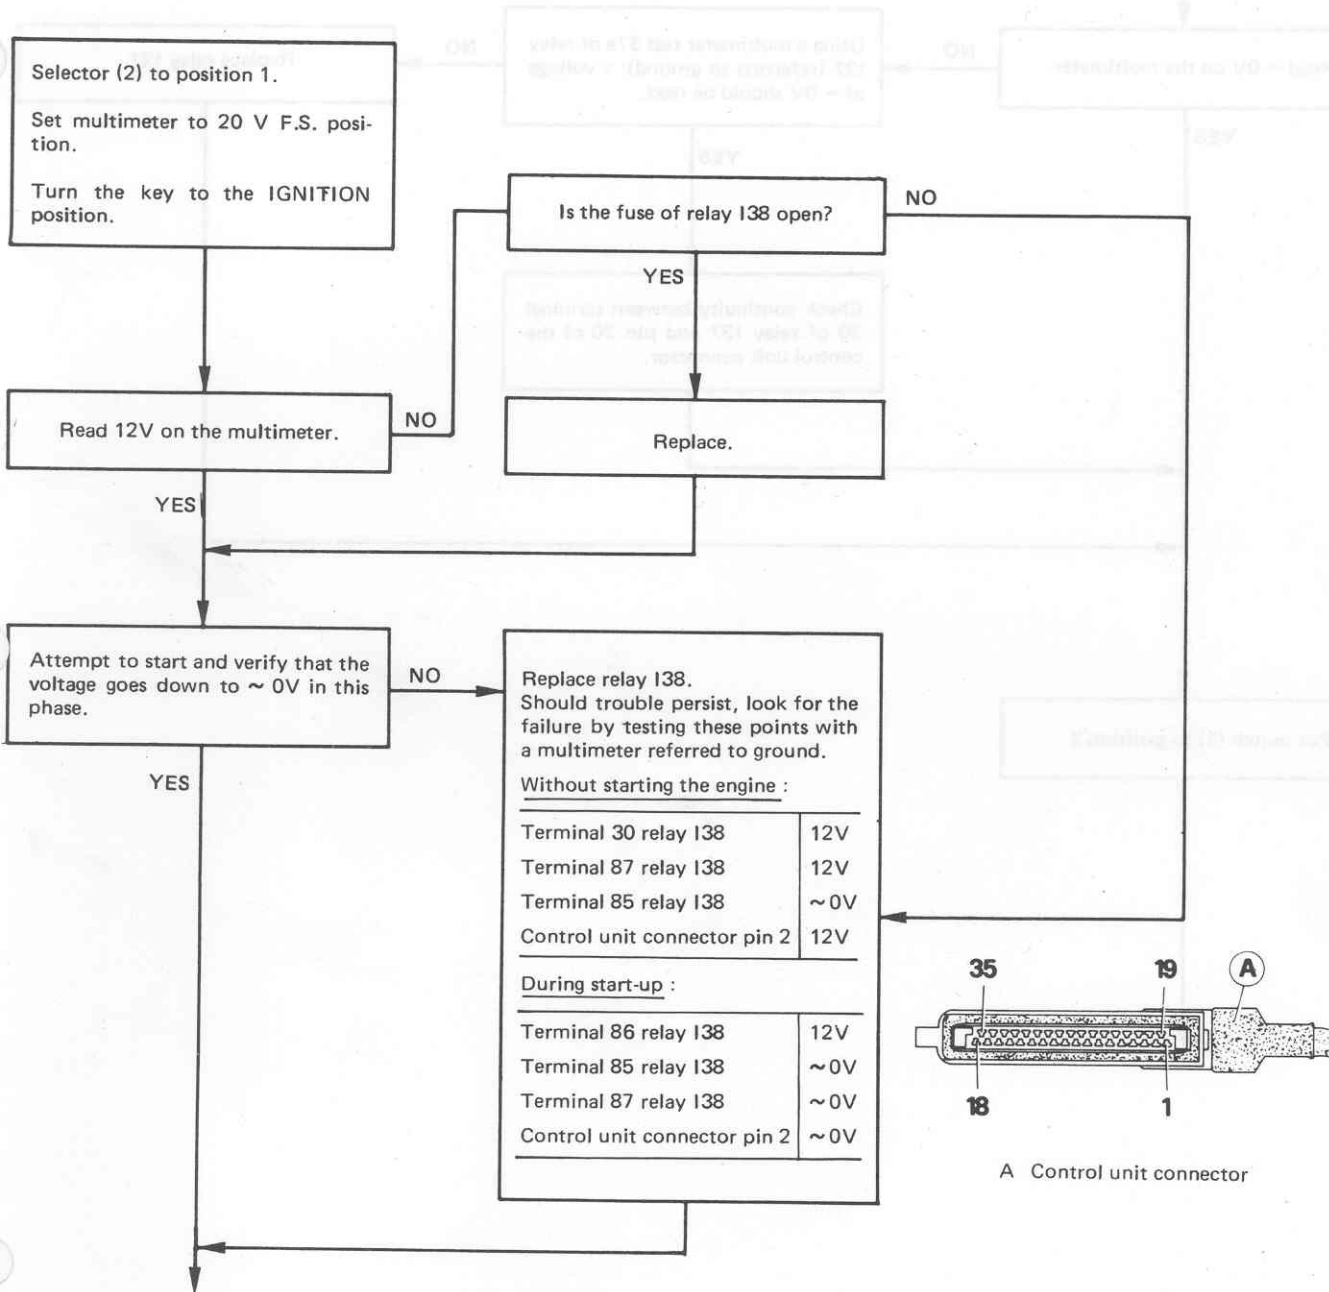 Selector (2) to position 1.
Set multimeter to 20 V F.S. posi-
tion.
Turn the key to the IGNITION
position.
Is the fuse of relay I38 open?
NO
YES
Read 12V on the multimeter.
NO
Replace.
YES
Attempt to start and verify that the
voltage goes down to ~ 0V in this
phase.
NO
YES
Replace relay I38.
Should trouble persist, look for the
failure by testing these points with
a multimeter referred to ground.
Without starting the engine :
Terminal 30 relay I38 12V
Terminal 87 relay I38 12V
Terminal 85 relay I38 ~ 0V
Control unit connector pin 2 12V
During start-up :
Terminal 86 relay I38 12V
Terminal 85 relay I38 ~ 0V
Terminal 87 relay I38 ~ 0V
Control unit connector pin 2 ~ 0V
35 19 A
18 1
A Control unit connector